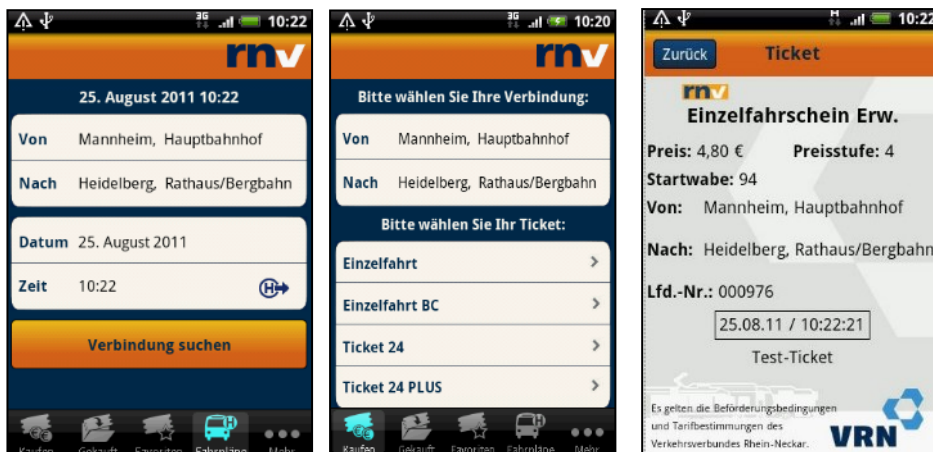 3G 10:22
rnv
25. August 2011 10:22
Von Mannheim, Hauptbahnhof
Nach Heidelberg, Rathaus/Bergbahn
Datum 25. August 2011
Zeit 10:22 H
Verbindung suchen
Kaufen Gekauft Favoriten Fahrpläne Mehr
3G 10:20
rnv
Bitte wählen Sie Ihre Verbindung:
Von Mannheim, Hauptbahnhof
Nach Heidelberg, Rathaus/Bergbahn
Bitte wählen Sie Ihr Ticket:
Einzelfahrt
Einzelfahrt BC
Ticket 24
Ticket 24 PLUS
Kaufen Gekauft Favoriten Fahrpläne Mehr
H 10:22
Zurück Ticket
rnv
Einzelfahrschein Erw.
Preis: 4,80 € Preisstufe: 4
Startwabe: 94
Von: Mannheim, Hauptbahnhof
Nach: Heidelberg, Rathaus/Bergbahn
Lfd.-Nr.: 000976
25.08.11 / 10:22:21
Test-Ticket
Es gelten die Beförderungsbedingungen
und Tarifbestimmungen des
Verkehrsverbundes Rhein-Neckar.
VRN